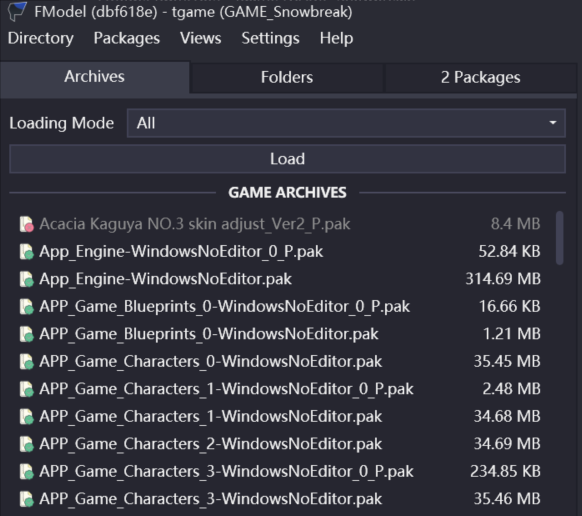 FModel (dbf618e) - tgame (GAME_Snowbreak)
Directory Packages Views Settings Help
Archives Folders 2 Packages
Loading Mode All
Load
GAME ARCHIVES
Acacia Kaguya NO.3 skin adjust_Ver2_P.pak 8.4 MB
App_Engine-WindowsNoEditor_0_P.pak 52.84 KB
App_Engine-WindowsNoEditor.pak 314.69 MB
APP_Game_Blueprints_0-WindowsNoEditor_0_P.pak 16.66 KB
APP_Game_Blueprints_0-WindowsNoEditor.pak 1.21 MB
APP_Game_Characters_0-WindowsNoEditor.pak 35.45 MB
APP_Game_Characters_1-WindowsNoEditor_0_P.pak 2.48 MB
APP_Game_Characters_1-WindowsNoEditor.pak 34.68 MB
APP_Game_Characters_2-WindowsNoEditor.pak 34.69 MB
APP_Game_Characters_3-WindowsNoEditor_0_P.pak 234.85 KB
APP_Game_Characters_3-WindowsNoEditor.pak 35.46 MB